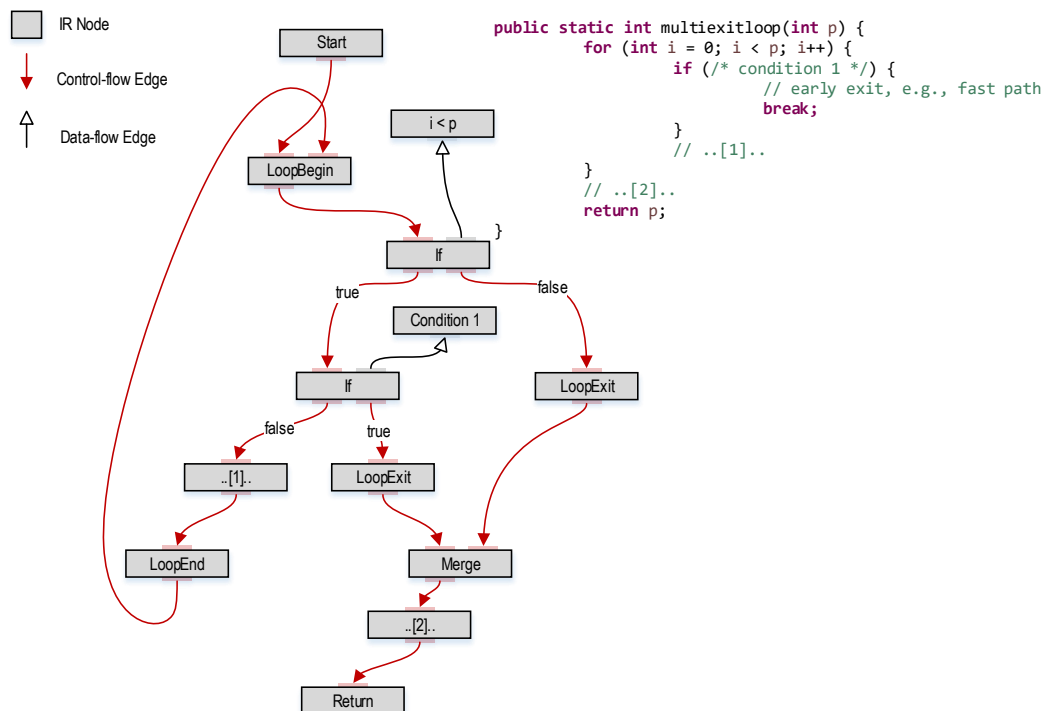 IR Node
Control-flow Edge
Data-flow Edge
public static int multiexitloop(int p) {
for (int i = 0; i < p; i++) {
if (/* condition 1 */) {
// early exit, e.g., fast path
break;
}
// ..[1]..
}
// ..[2]..
return p;
}
Start
i < p
LoopBegin
If
true
false
Condition 1
If
LoopExit
false
true
..[1]..
LoopExit
LoopEnd
Merge
..[2]..
Return